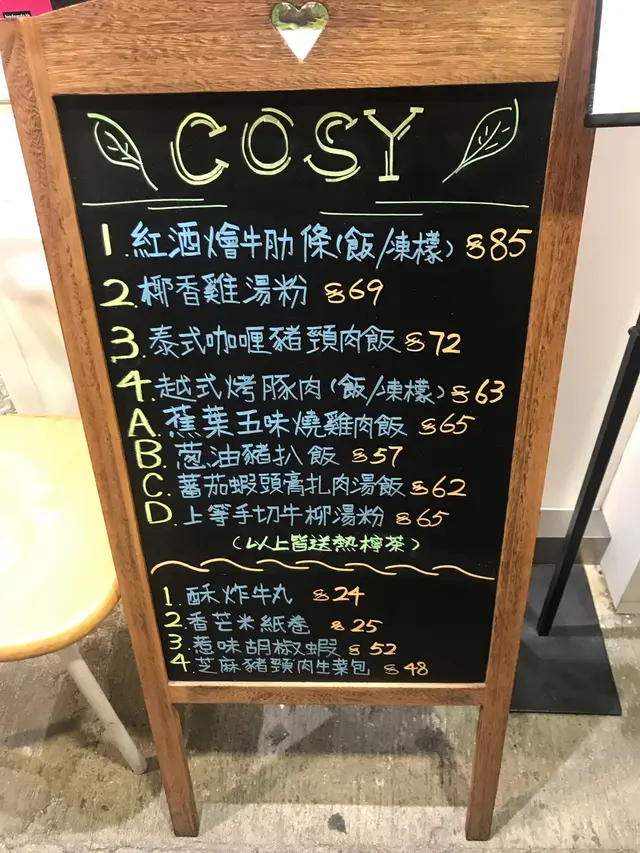 COSY
1.紅酒燴牛肋條(飯/凍檬) $85
2.椰香雞湯粉 $69
3.泰式咖喱豬頸肉飯 $72
4.越式烤豚肉(飯/凍檬) $63
A.蕉葉五味燒雞肉飯 $65
B.葱油豬扒飯 $57
C.蕃茄蝦頭膏扎肉湯飯 $62
D.上等手切牛柳湯粉 $65
(以上皆送熱檸茶)
1.酥炸牛丸 $24
2.香芒米紙卷 $25
3.惹味胡椒蝦 $52
4.芝麻豬頸肉生菜包 $48